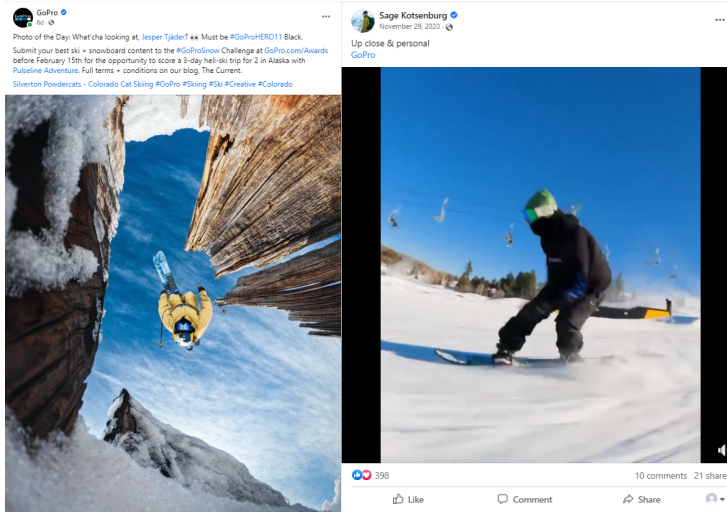 GoPro
6d
Photo of the Day: What'cha looking at, Jesper Tjäder? 👀 Must be #GoProHERO11 Black.
Submit your best ski + snowboard content to the #GoProSnow Challenge at GoPro.com/Awards
before February 15th for the opportunity to score a 3-day heli-ski trip for 2 in Alaska with
Pulseline Adventure. Full terms + conditions on our blog, The Current.
Silverton Powdercats - Colorado Cat Skiing #GoPro #Skiing #Ski #Creative #Colorado
Sage Kotsenburg
November 29, 2020
Up close & personal
GoPro
398
10 comments 21 share
Like Comment Share